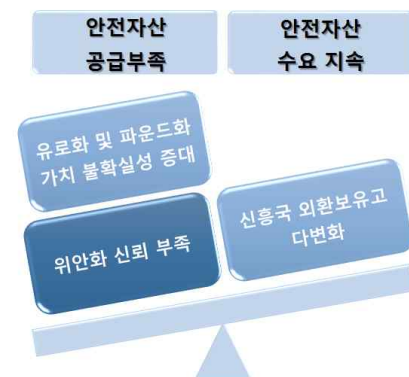 안전자산
공급부족
안전자산
수요 지속
유로화 및 파운드화
가치 불확실성 증대
위안화 신뢰 부족
신흥국 외환보유고
다변화